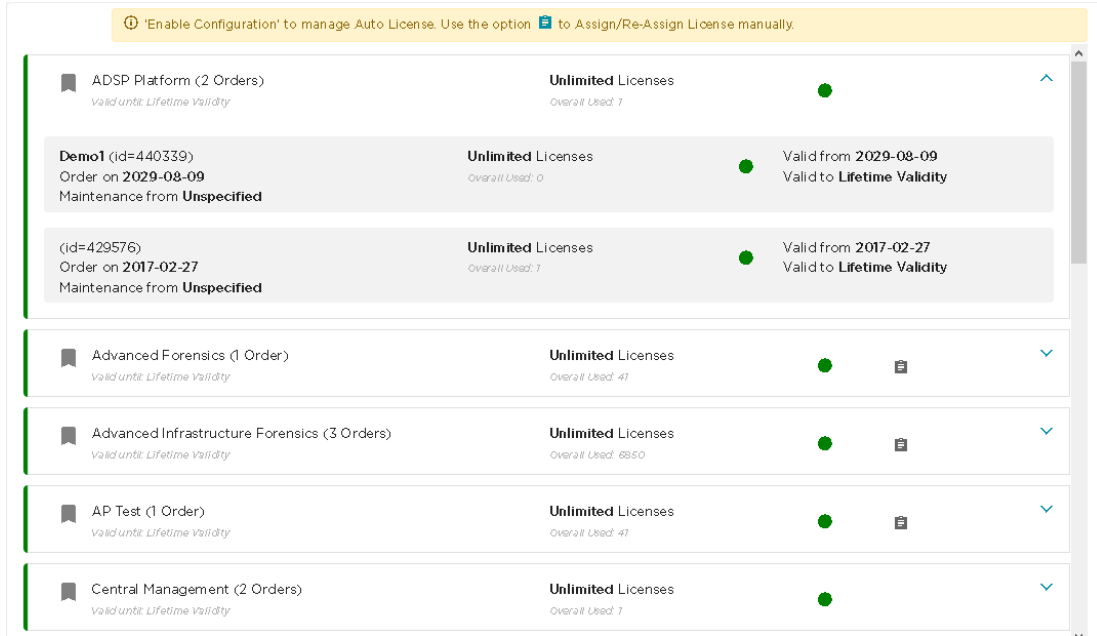 'Enable Configuration' to manage Auto License. Use the option to Assign/Re-Assign License manually.
ADSP Platform (2 Orders)
Valid until: Lifetime Validity
Unlimited Licenses
Overall Used: 1
Demo1 (id=440339)
Order on 2029-08-09
Maintenance from Unspecified
Unlimited Licenses
Overall Used: 0
Valid from 2029-08-09
Valid to Lifetime Validity
(id=429576)
Order on 2017-02-27
Maintenance from Unspecified
Unlimited Licenses
Overall Used: 1
Valid from 2017-02-27
Valid to Lifetime Validity
Advanced Forensics (1 Order)
Valid until: Lifetime Validity
Unlimited Licenses
Overall Used: 41
Advanced Infrastructure Forensics (3 Orders)
Valid until: Lifetime Validity
Unlimited Licenses
Overall Used: 6850
AP Test (1 Order)
Valid until: Lifetime Validity
Unlimited Licenses
Overall Used: 41
Central Management (2 Orders)
Valid until: Lifetime Validity
Unlimited Licenses
Overall Used: 1